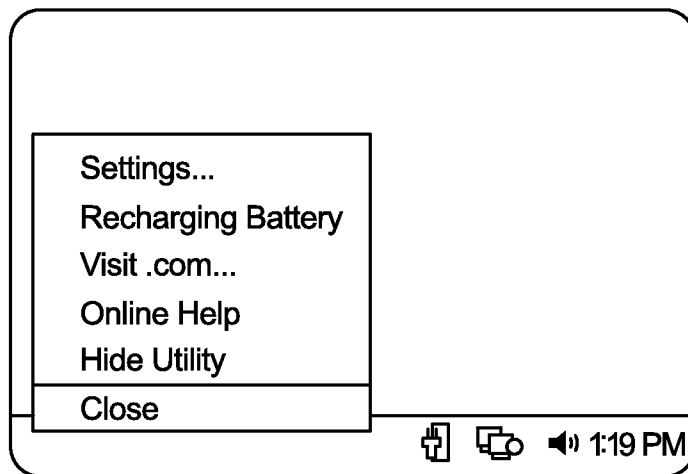 Settings...
Recharging Battery
Visit .com...
Online Help
Hide Utility
Close
1:19 PM